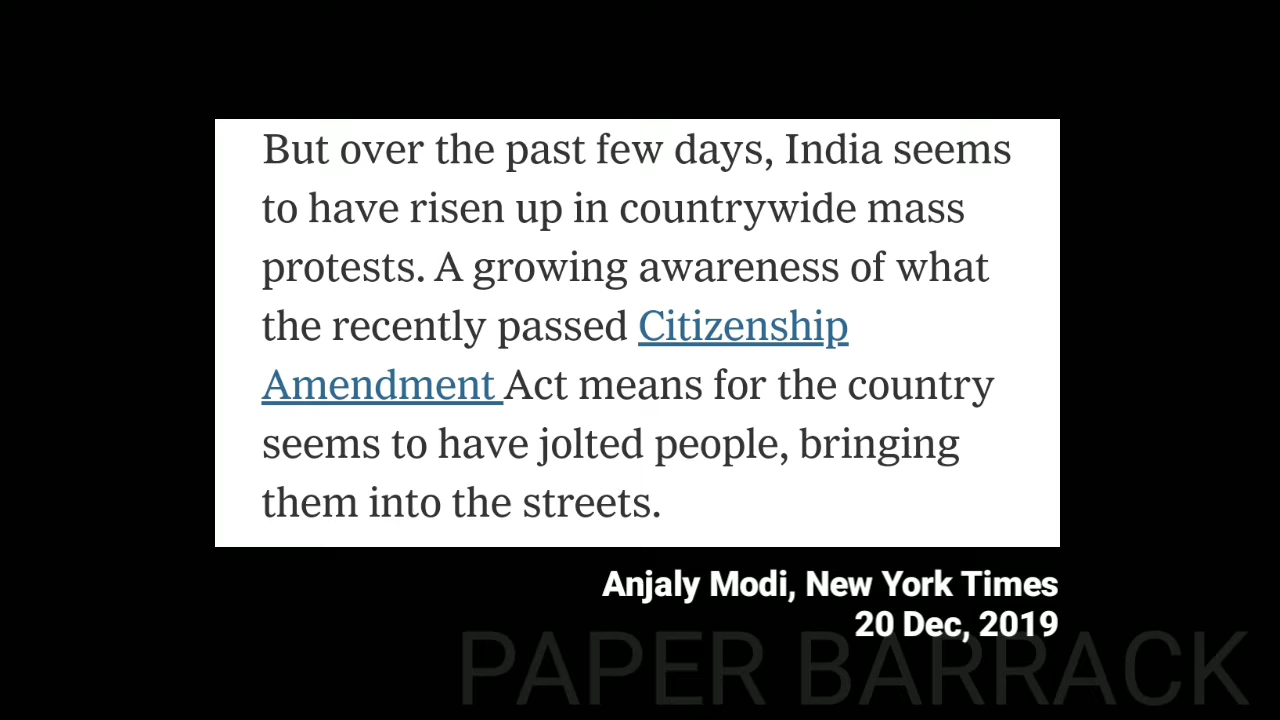 But over the past few days, India seems
to have risen up in countrywide mass
protests. A growing awareness of what
the recently passed Citizenship
Amendment Act means for the country
seems to have jolted people, bringing
them into the streets.
Anjaly Modi, New York Times
20 Dec, 2019
PAPER BARRACK